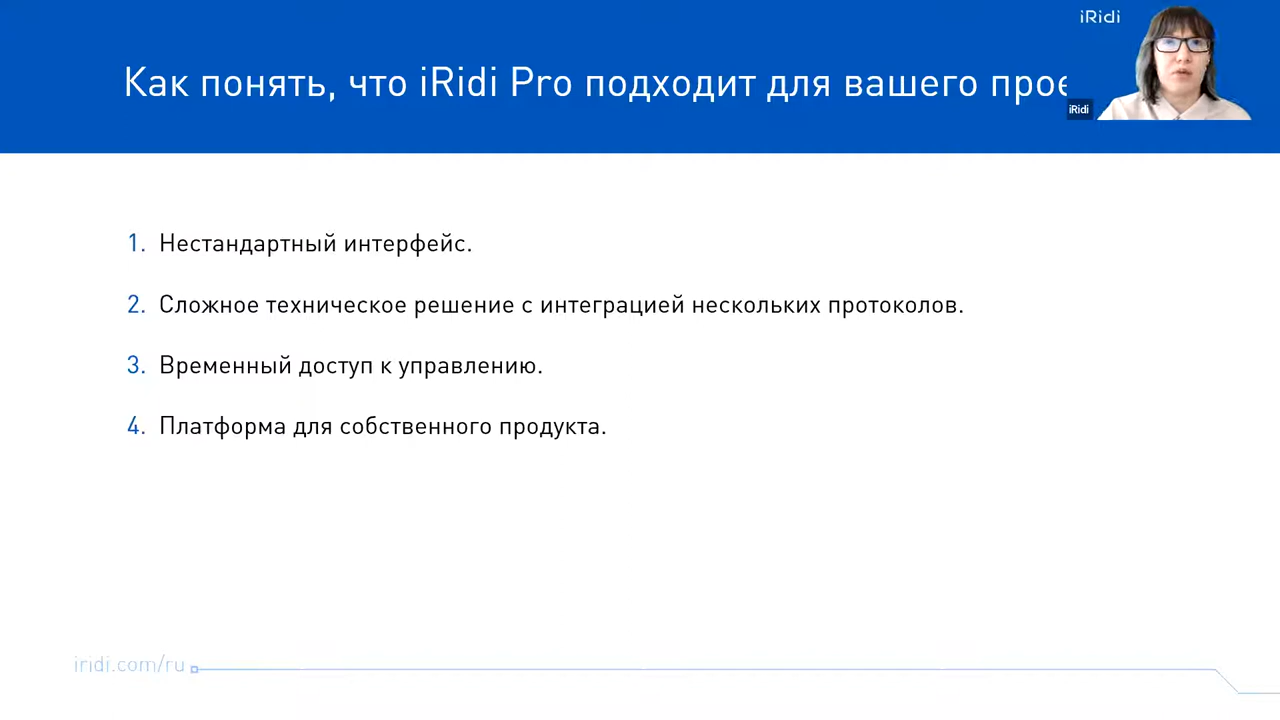 iRidi
Как понять, что iRidi Pro подходит для вашего
iRidi
1. Нестандартный интерфейс.
2. Сложное техническое решение с интеграцией нескольких протоколов.
3. Временный доступ к управлению.
4. Платформа для собственного продукта.
iridi.com/ru